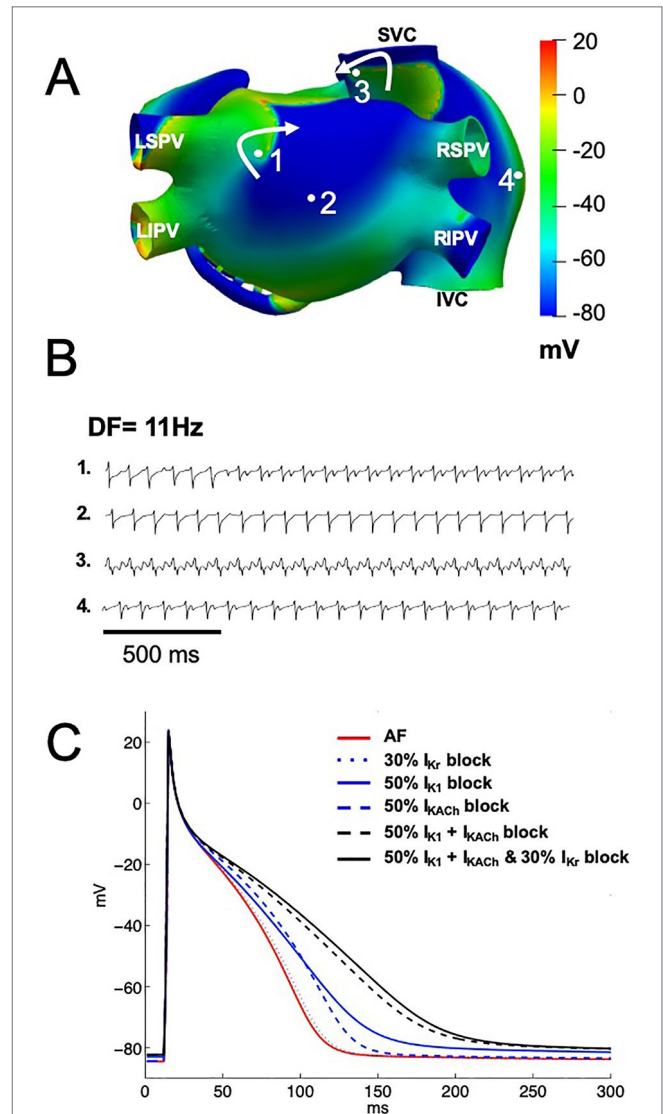 A
SVC
3
LSPV
1
RSPV
4
2
LIPV
RIPV
IVC
20
0
-20
-40
-60
-80
mV
B
DF= 11Hz
1.
2.
3.
4.
500 ms
C
AF
30% IKr block
50% IK1 block
50% IKACh block
50% IK1 + IKACh block
50% IK1 + IKACh & 30% IKr block
20
0
−20
−40
−60
−80
mV
0 50 100 150 200 250 300
ms